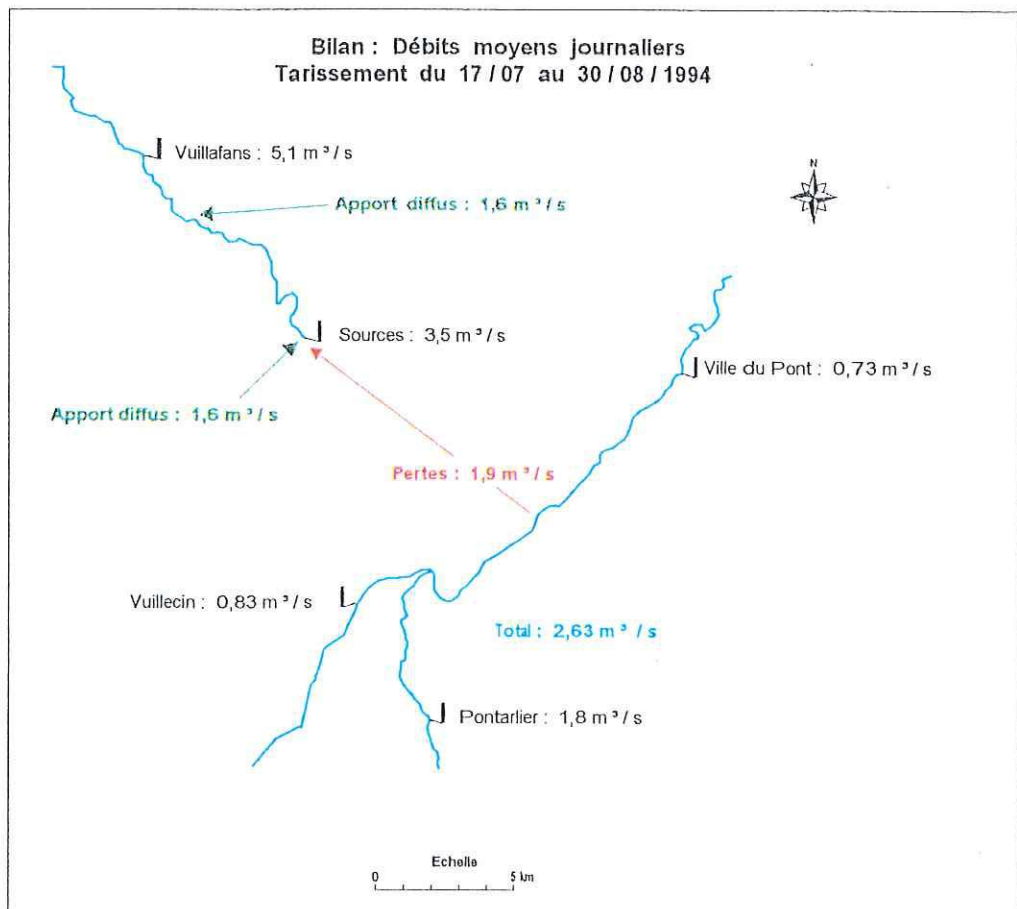 Bilan : Débits moyens journaliers
Tarissement du 17 / 07 au 30 / 08 / 1994
Vuillafans : 5,1 m³/ s
N
Apport diffus : 1,6 m³/ s
Sources : 3,5 m³/ s
Ville du Pont : 0,73 m³/ s
Apport diffus : 1,6 m³/ s
Pertes : 1,9 m³/ s
Vuillecin : 0,83 m³/ s
Total : 2,63 m³ / s
Pontarlier : 1,8 m³/ s
Echelle
0 5 km